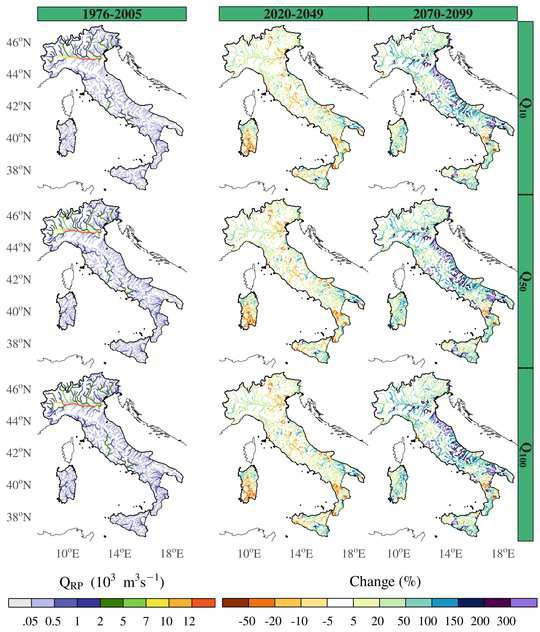 1976-2005 2020-2049 2070-2099
46°N
44°N
42°N
40°N
38°N
Q10
46°N
44°N
42°N
40°N
38°N
Q50
46°N
44°N
42°N
40°N
38°N
Q100
10°E 14°E 18°E 10°E 14°E 18°E 10°E 14°E 18°E
QRP (10³ m³s⁻¹) Change (%)
.05 0.5 1 2 5 7 10 12 -50 -20 -10 -5 5 20 50 100 150 200 300